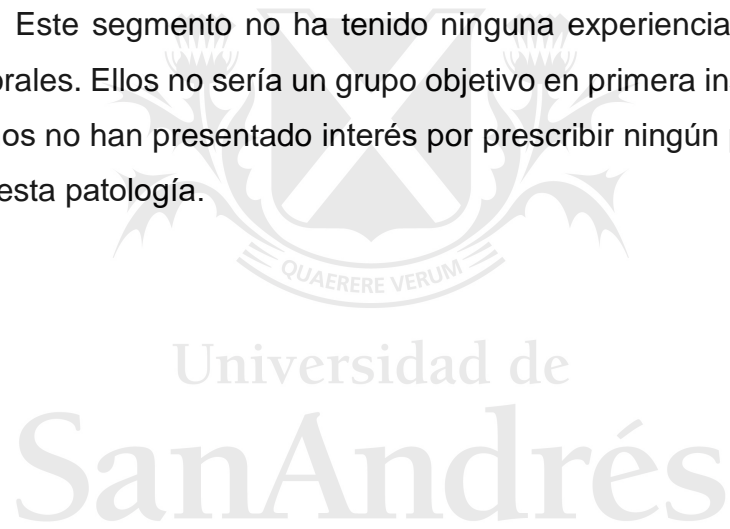 Este segmento no ha tenido ninguna experiencia
orales. Ellos no sería un grupo objetivo en primera in
os no han presentado interés por prescribir ningún
esta patología.
QUAERERE VERUM
Universidad de
SanAndrés